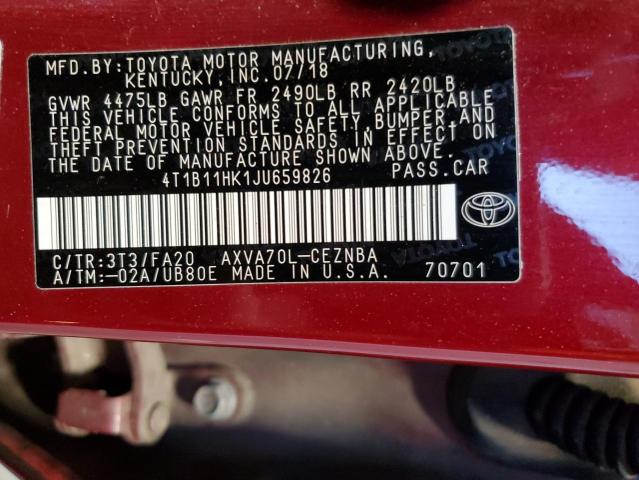 MFD.BY:TOYOTA MOTOR MANUFACTURING,
KENTUCKY,INC.07/18
GVWR 4475LB GAWR FR 2490LB RR 2420LB
THIS VEHICLE CONFORMS TO ALL APPLICABLE
FEDERAL MOTOR VEHICLE SAFETY,BUMPER,AND
THEFT PREVENTION STANDARDS IN EFFECT ON
THE DATE OF MANUFACTURE SHOWN ABOVE.
4T1B11HK1JU659826 PASS.CAR
C/TR:3T3/FA20 AXVA70L-CEZNBA
A/TM:-02A/UB80E MADE IN U.S.A. 70701